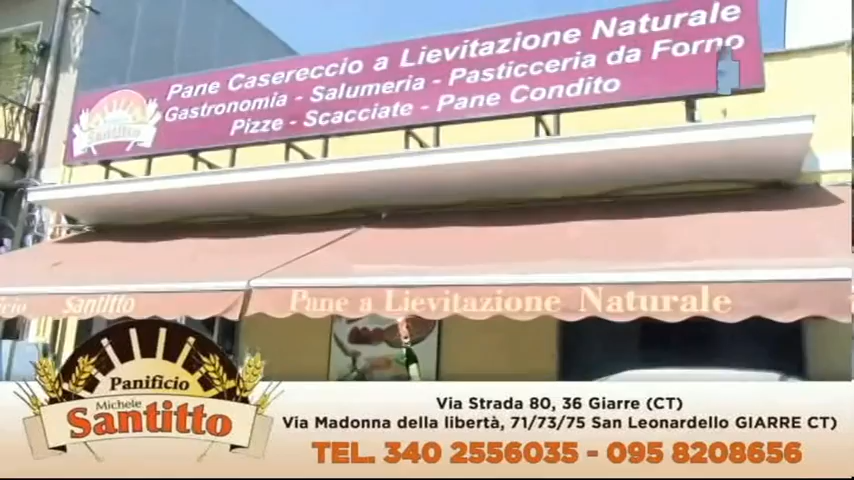 Pane Casereccio a Lievitazione Naturale
Gastronomia - Salumeria - Pasticceria da Forno
Pizze - Scacciate - Pane Condito
Santitto
cio Santitto
Pane a Lievitazione Naturale
Panificio
Michele
Santitto
Via Strada 80, 36 Giarre (CT)
Via Madonna della libertà, 71/73/75 San Leonardello GIARRE CT)
TEL. 340 2556035 - 095 8208656